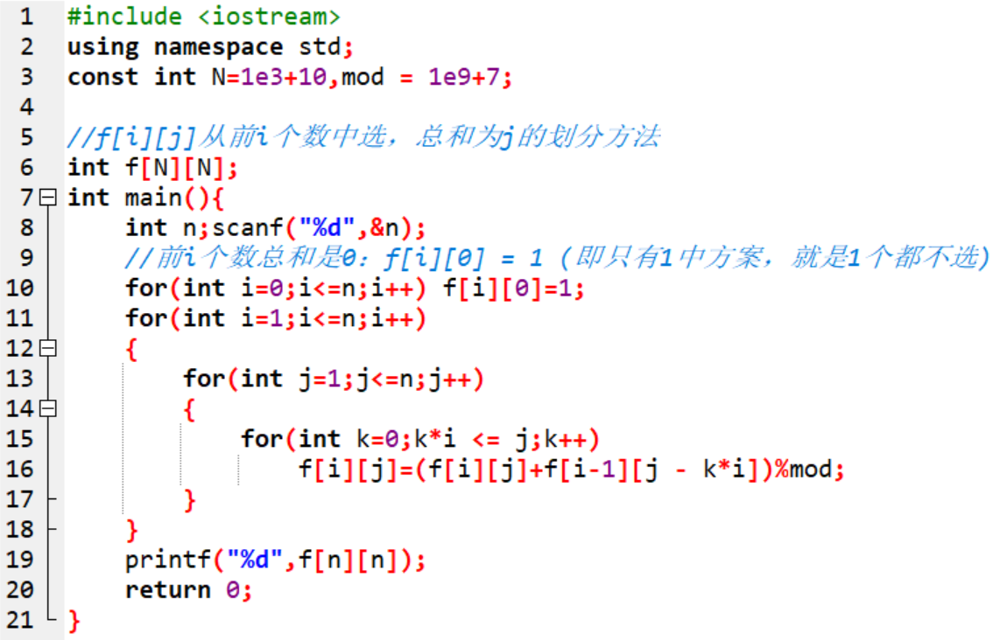 1 #include <iostream>
2 using namespace std;
3 const int N=1e3+10,mod = 1e9+7;
4
5 //f[i][j]从前i个数中选，总和为j的划分方法
6 int f[N][N];
7 int main(){
8     int n;scanf("%d",&n);
9     //前i个数总和是0：f[i][0] = 1 (即只有1中方案，就是1个都不选)
10     for(int i=0;i<=n;i++) f[i][0]=1;
11     for(int i=1;i<=n;i++)
12     {
13         for(int j=1;j<=n;j++)
14         {
15             for(int k=0;k*i <= j;k++)
16                 f[i][j]=(f[i][j]+f[i-1][j - k*i])%mod;
17         }
18     }
19     printf("%d",f[n][n]);
20     return 0;
21 }